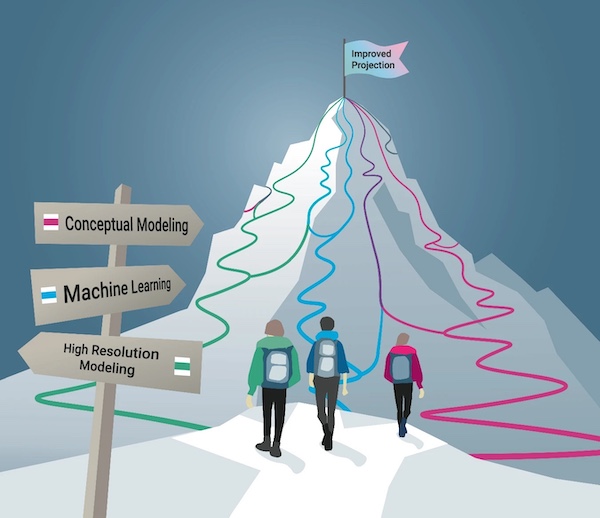 Improved
Projection
Conceptual Modeling
Machine Learning
High Resolution
Modeling